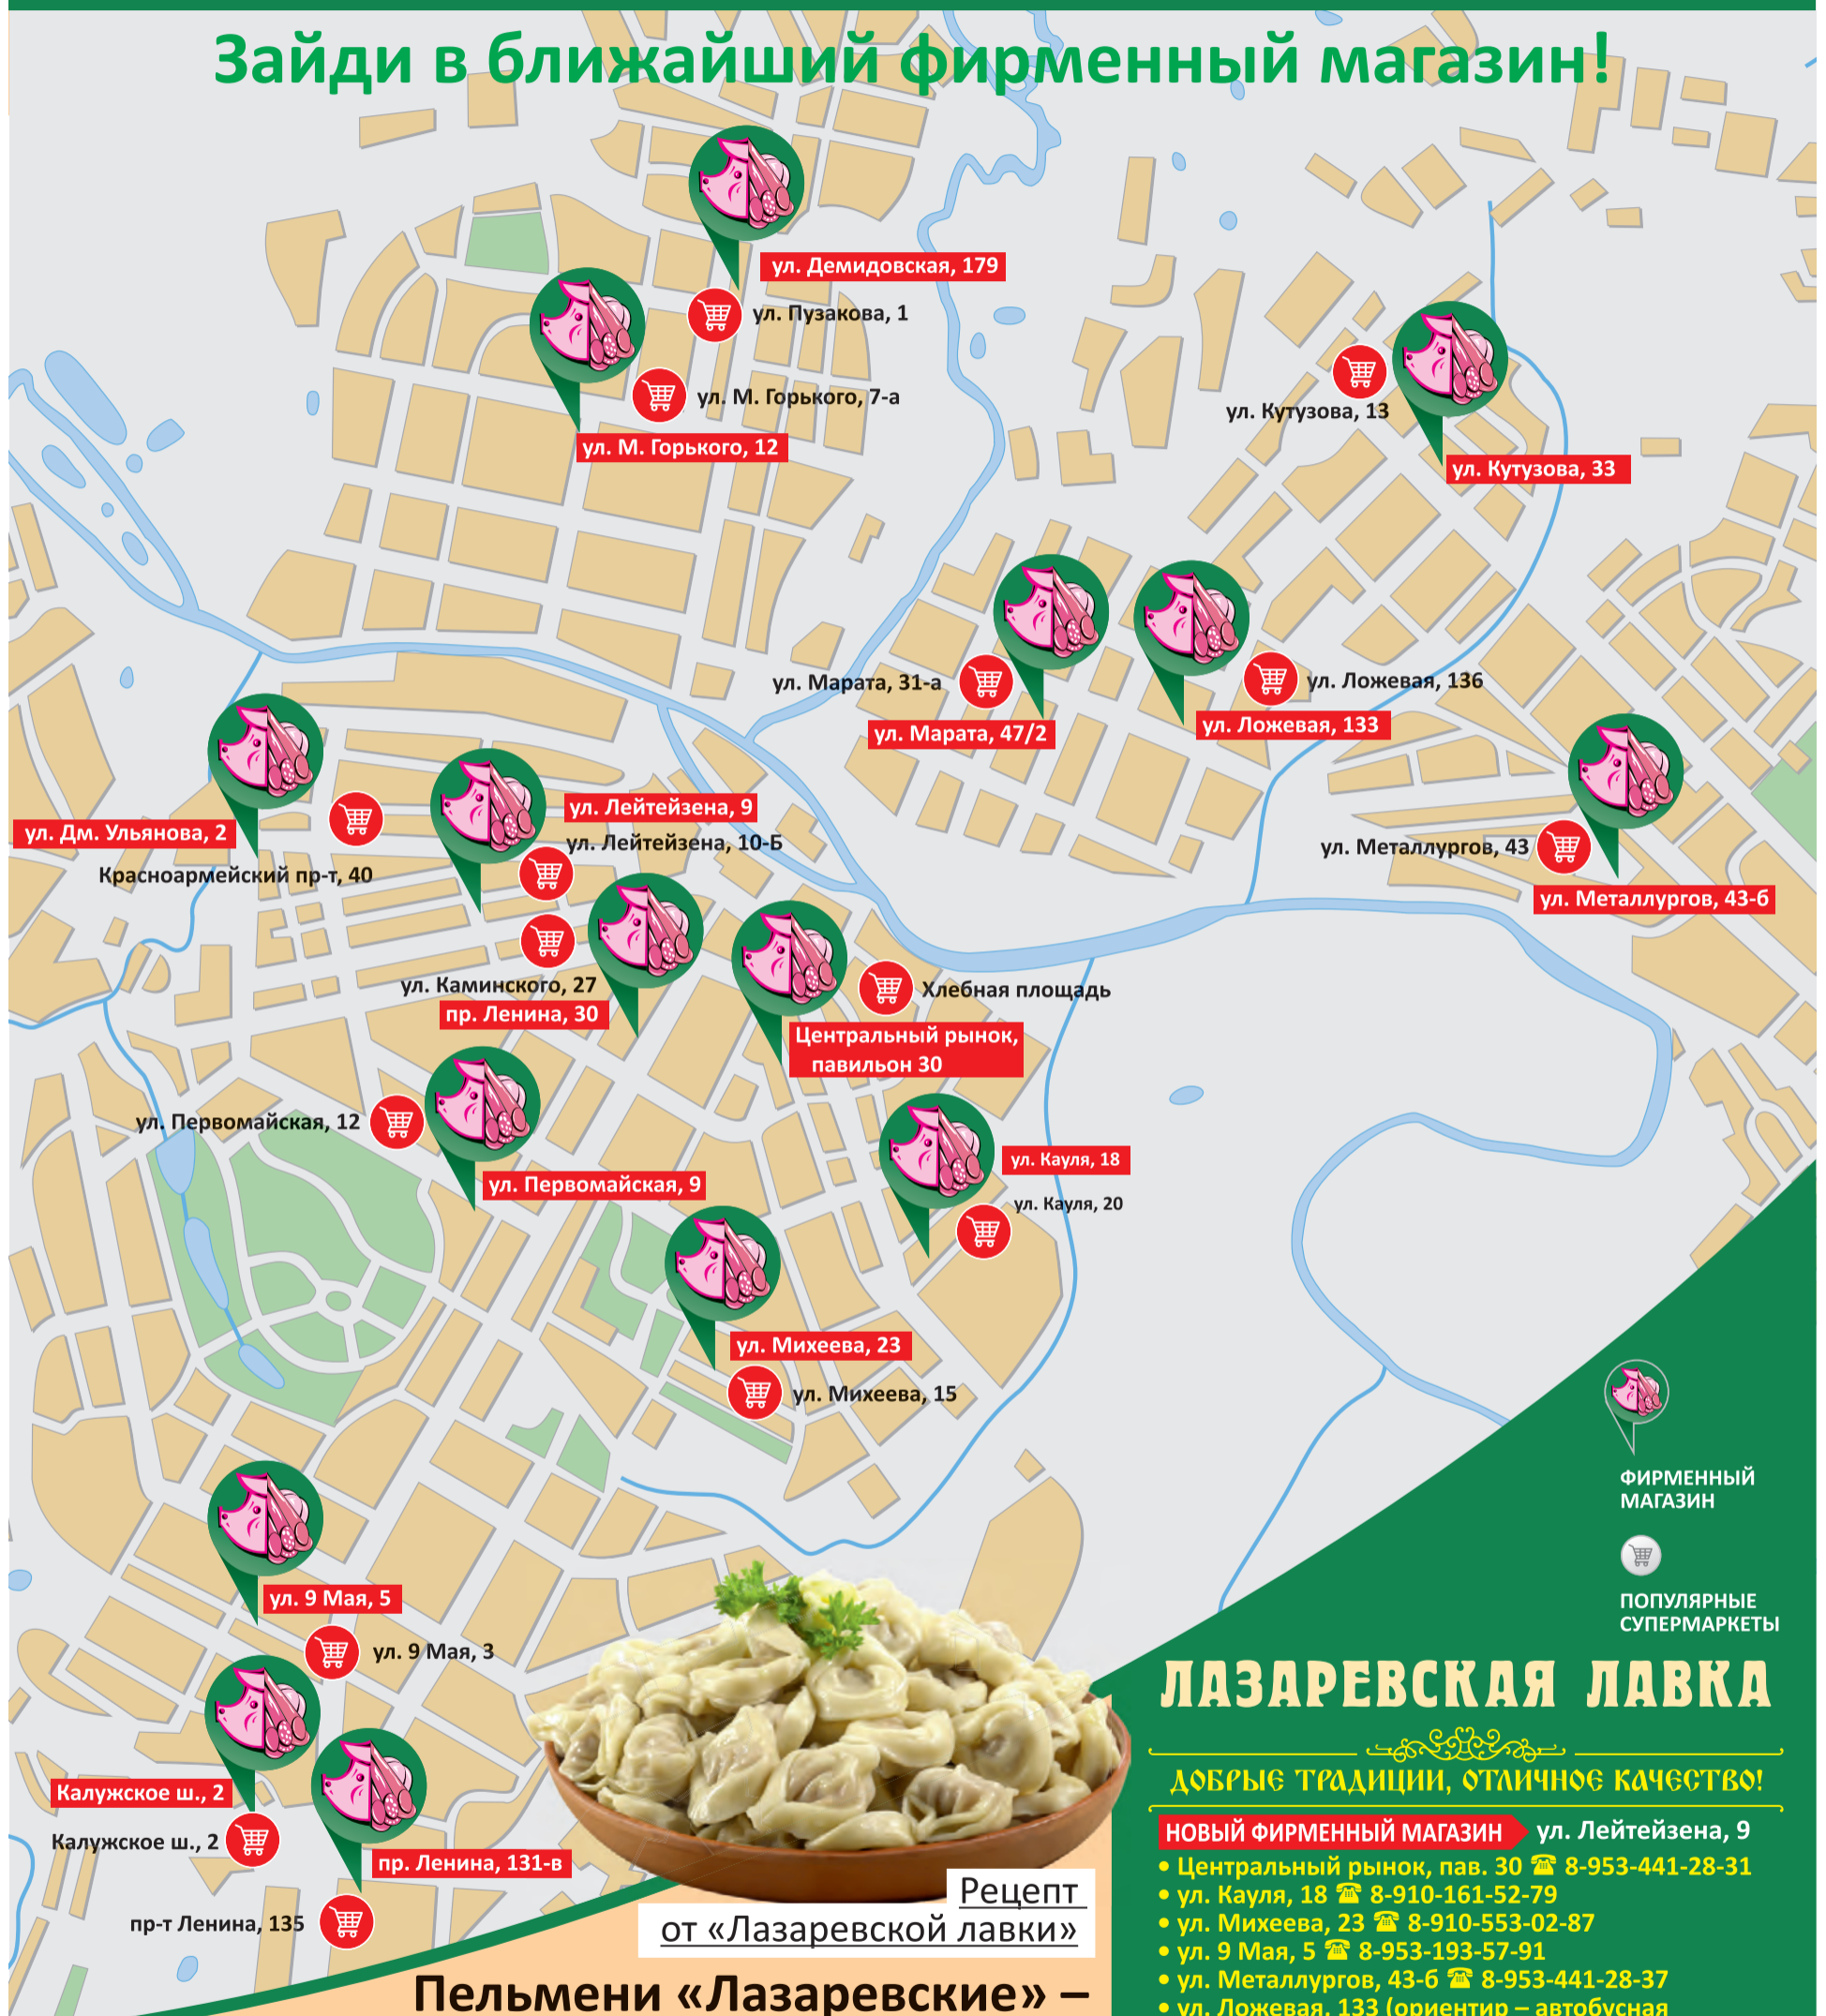 Зайди в ближайший фирменный магазин!
ул. Демидовская, 179
ул. Пузакова, 1
ул. М. Горького, 7-а
ул. М. Горького, 12
ул. Кутузова, 13
ул. Кутузова, 33
ул. Марата, 31-а
ул. Марата, 47/2
ул. Ложевая, 136
ул. Ложевая, 133
ул. Дм. Ульянова, 2
Красноармейский пр-т, 40
ул. Лейтейзена, 9
ул. Лейтейзена, 10-Б
ул. Металлургов, 43
ул. Металлургов, 43-б
ул. Каминского, 27
пр. Ленина, 30
Хлебная площадь
Центральный рынок,
павильон 30
ул. Первомайская, 12
ул. Первомайская, 9
ул. Кауля, 18
ул. Кауля, 20
ул. Михеева, 23
ул. Михеева, 15
ул. 9 Мая, 5
ул. 9 Мая, 3
Калужское ш., 2
Калужское ш., 2
пр. Ленина, 131-в
пр-т Ленина, 135
ФИРМЕННЫЙ
МАГАЗИН
ПОПУЛЯРНЫЕ
СУПЕРМАРКЕТЫ
Рецепт
от «Лазаревской лавки»
Пельмени «Лазаревские» –
ЛАЗАРЕВСКАЯ ЛАВКА
ДОБРЫЕ ТРАДИЦИИ, ОТЛИЧНОЕ КАЧЕСТВО!
НОВЫЙ ФИРМЕННЫЙ МАГАЗИН ул. Лейтейзена, 9
• Центральный рынок, пав. 30 ☎ 8-953-441-28-31
• ул. Кауля, 18 ☎ 8-910-161-52-79
• ул. Михеева, 23 ☎ 8-910-553-02-87
• ул. 9 Мая, 5 ☎ 8-953-193-57-91
• ул. Металлургов, 43-б ☎ 8-953-441-28-37
• ул. Ложевая, 133 (ориентир – автобусная